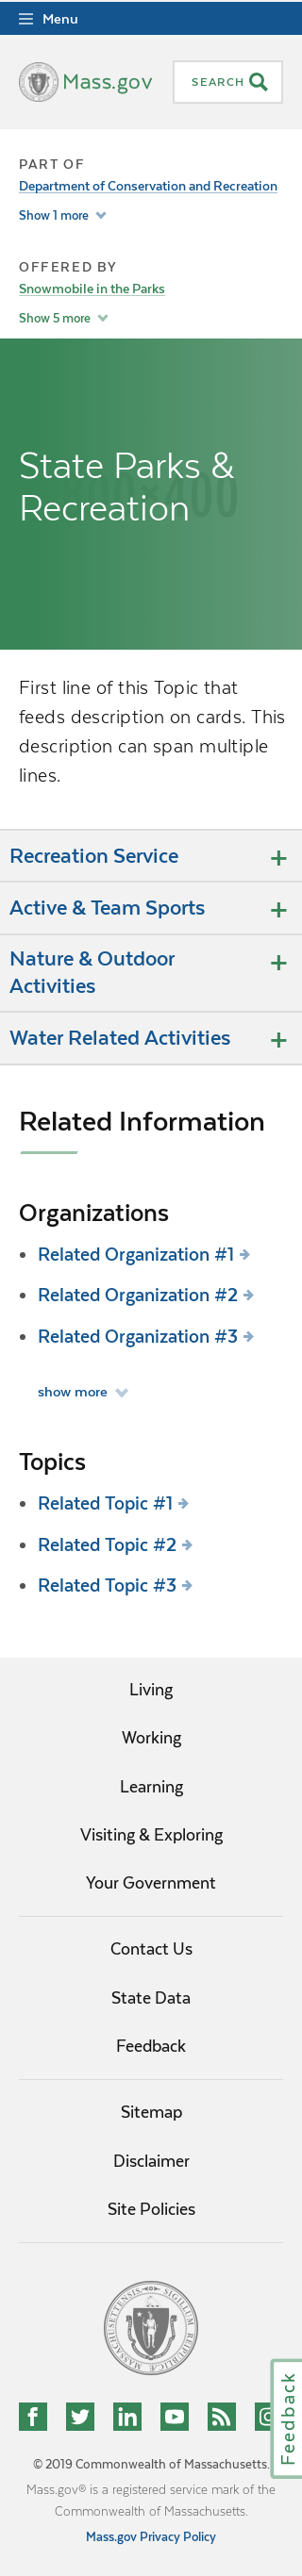 Menu
Mass.gov
SEARCH
PART OF
Department of Conservation and Recreation
Show 1 more
OFFERED BY
Snowmobile in the Parks
Show 5 more
State Parks &
Recreation
First line of this Topic that
feeds description on cards. This
description can span multiple
lines.
Recreation Service
Active & Team Sports
Nature & Outdoor
Activities
Water Related Activities
Related Information
Organizations
Related Organization #1
Related Organization #2
Related Organization #3
show more
Topics
Related Topic #1
Related Topic #2
Related Topic #3
Living
Working
Learning
Visiting & Exploring
Your Government
Contact Us
State Data
Feedback
Sitemap
Disclaimer
Site Policies
Feedback
© 2019 Commonwealth of Massachusetts.
Mass.gov® is a registered service mark of the
Commonwealth of Massachusetts.
Mass.gov Privacy Policy